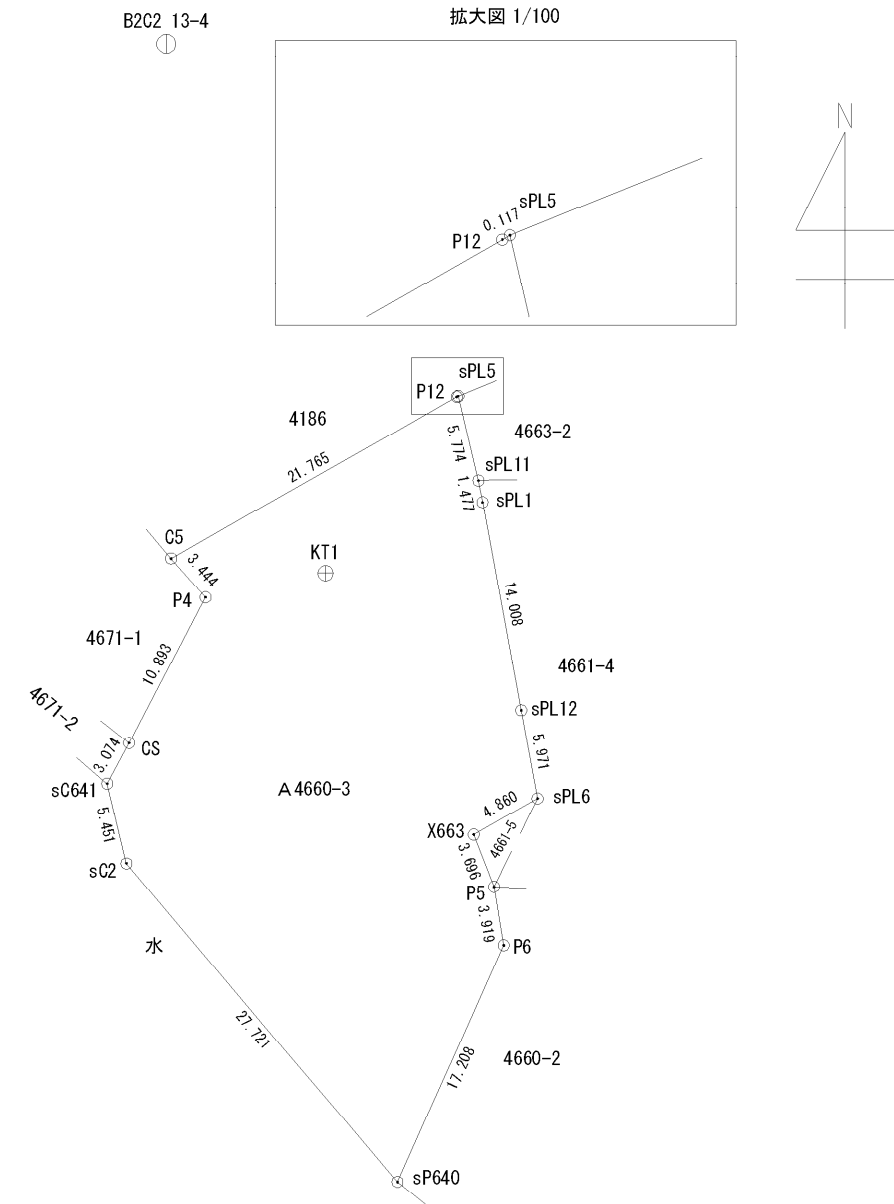 B2C2 13-4
拡大図 1/100
N
sPL5
0.117
P12
sPL5
P12
4186
4663-2
5.774
21.765
sPL11
1.477
sPL1
C5
KT1
3.444
P4
14.008
4671-1
10.893
4661-4
4671-2
sPL12
CS
3.074
5.971
sC641
A4660-3
sPL6
4.860
5.451
X663
4661-5
3.696
sC2
P5
3.919
水
P6
27.721
17.208
4660-2
sP640